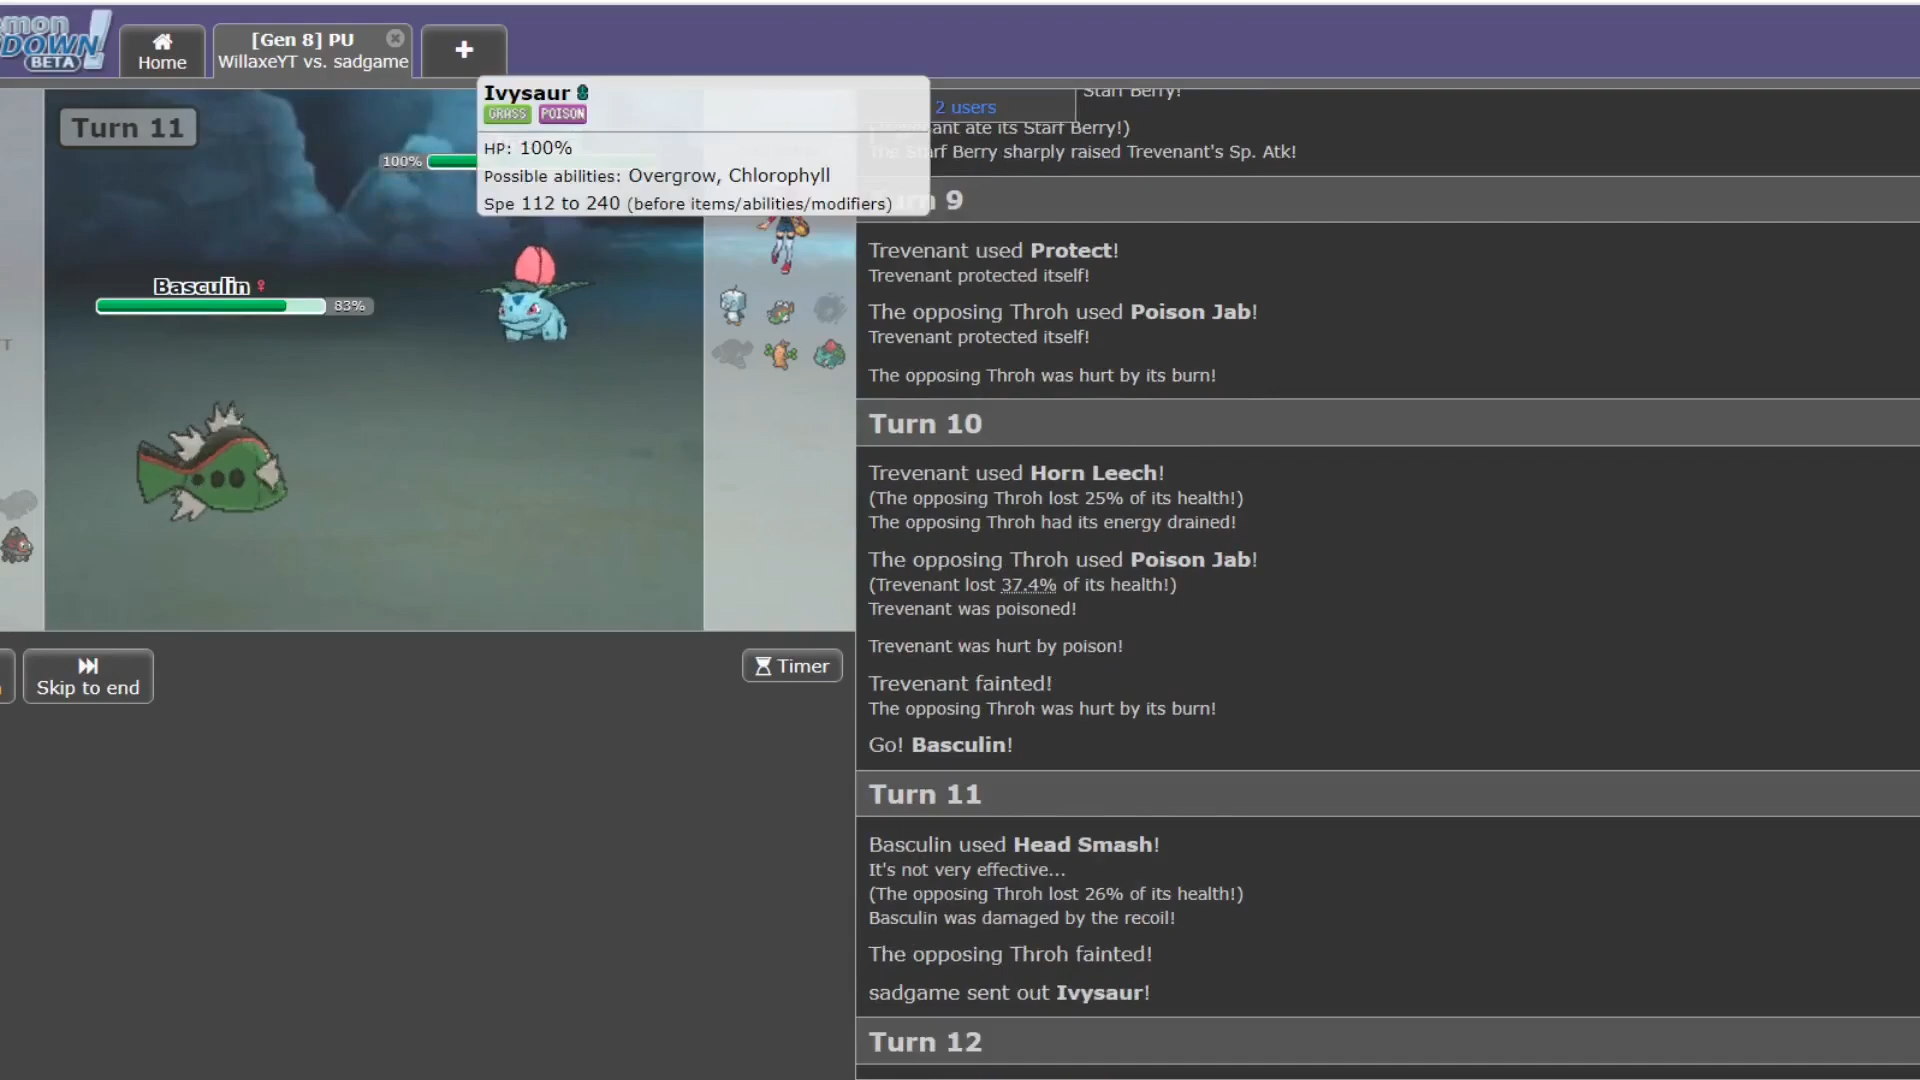 mon
DOWN!
BETA
Home
[Gen 8] PU
WillaxeYT vs. sadgame
+
Turn 11
Ivysaur
GRASS POISON
HP: 100%
Possible abilities: Overgrow, Chlorophyll
Spe 112 to 240 (before items/abilities/modifiers)
100%
Basculin ♀
83%
T
Skip to end
Timer
2 users
Starf Berry!
ant ate its Starf Berry!)
The Starf Berry sharply raised Trevenant's Sp. Atk!
Turn 9
Trevenant used Protect!
Trevenant protected itself!
The opposing Throh used Poison Jab!
Trevenant protected itself!
The opposing Throh was hurt by its burn!
Turn 10
Trevenant used Horn Leech!
(The opposing Throh lost 25% of its health!)
The opposing Throh had its energy drained!
The opposing Throh used Poison Jab!
(Trevenant lost 37.4% of its health!)
Trevenant was poisoned!
Trevenant was hurt by poison!
Trevenant fainted!
The opposing Throh was hurt by its burn!
Go! Basculin!
Turn 11
Basculin used Head Smash!
It's not very effective...
(The opposing Throh lost 26% of its health!)
Basculin was damaged by the recoil!
The opposing Throh fainted!
sadgame sent out Ivysaur!
Turn 12